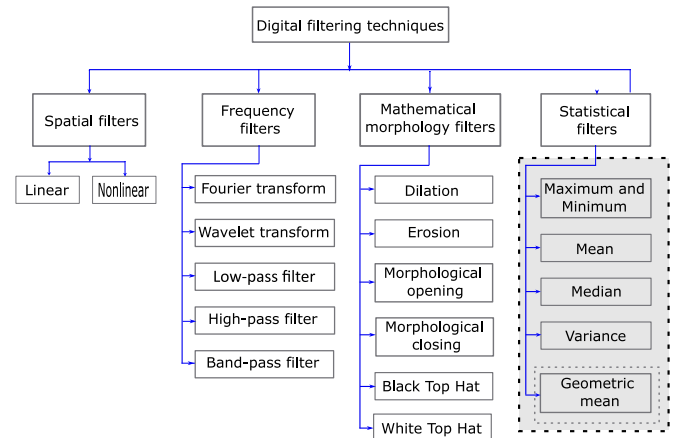 Digital filtering techniques
Spatial filters
Linear
Nonlinear
Frequency
filters
Fourier transform
Wavelet transform
Low-pass filter
High-pass filter
Band-pass filter
Mathematical
morphology filters
Dilation
Erosion
Morphological
opening
Morphological
closing
Black Top Hat
White Top Hat
Statistical
filters
Maximum and
Minimum
Mean
Median
Variance
Geometric
mean